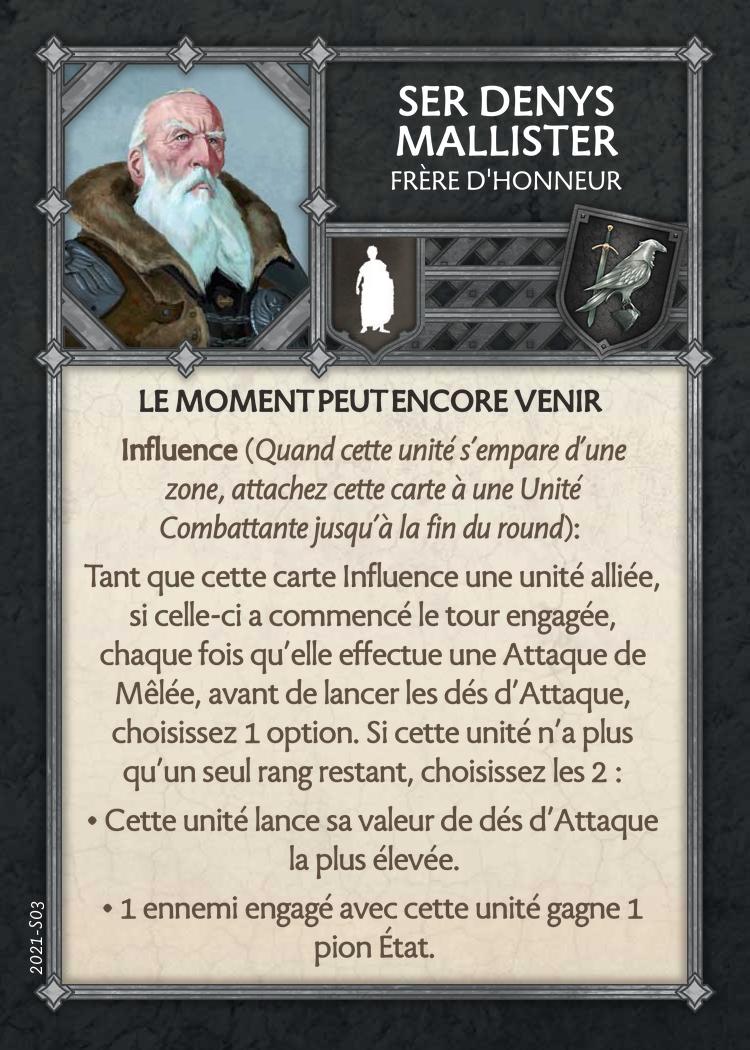 SER DENYS
MALLISTER
FRÈRE D'HONNEUR
LE MOMENT PEUT ENCORE VENIR
Influence (Quand cette unité s’empare d’une
zone, attachez cette carte à une Unité
Combattante jusqu’à la fin du round):
Tant que cette carte Influence une unité alliée,
si celle-ci a commencé le tour engagée,
chaque fois qu’elle effectue une Attaque de
Mêlée, avant de lancer les dés d’Attaque,
choisissez 1 option. Si cette unité n’a plus
qu’un seul rang restant, choisissez les 2 :
• Cette unité lance sa valeur de dés d’Attaque
la plus élevée.
• 1 ennemi engagé avec cette unité gagne 1
pion État.
2021-S03